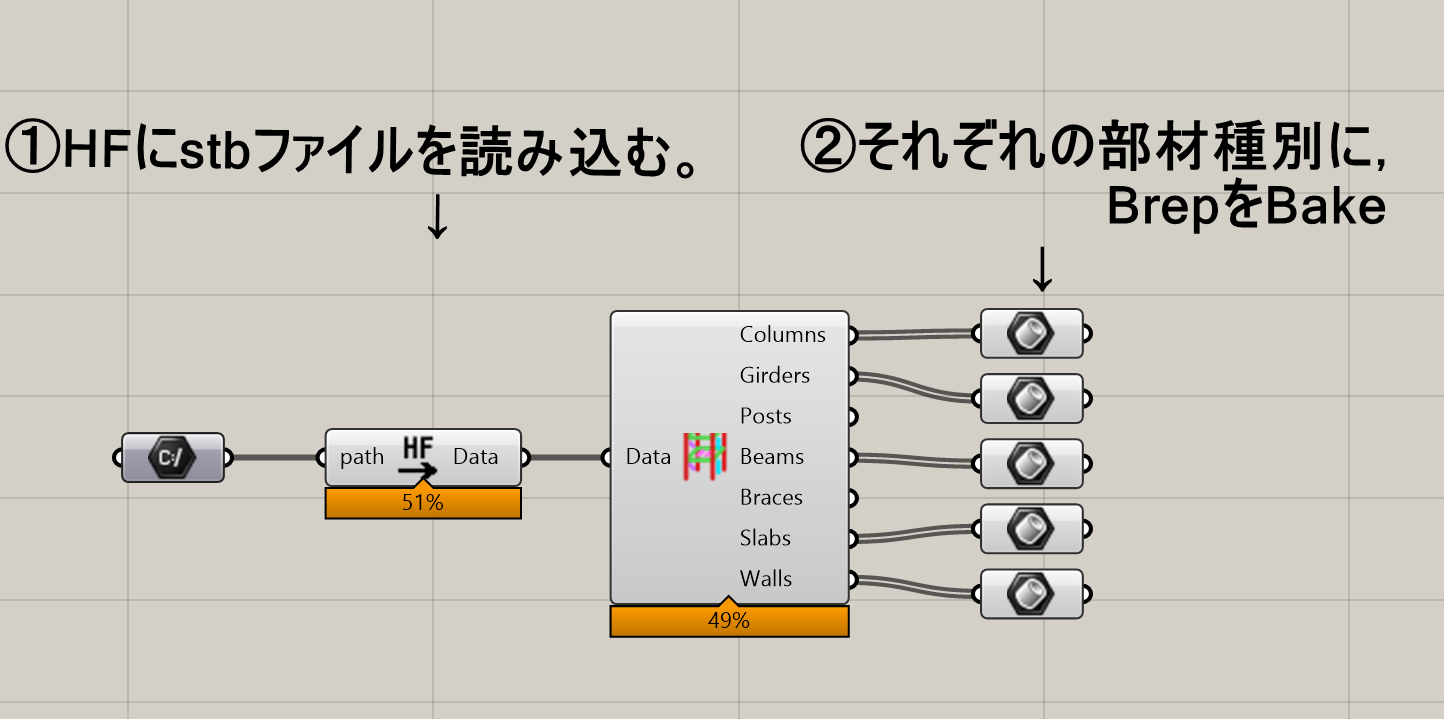 ①HFにstbファイルを読み込む。
↓
②それぞれの部材種別に,
BrepをBake
↓
C:/
path
HF
Data
51%
Data
Columns
Girders
Posts
Beams
Braces
Slabs
Walls
49%